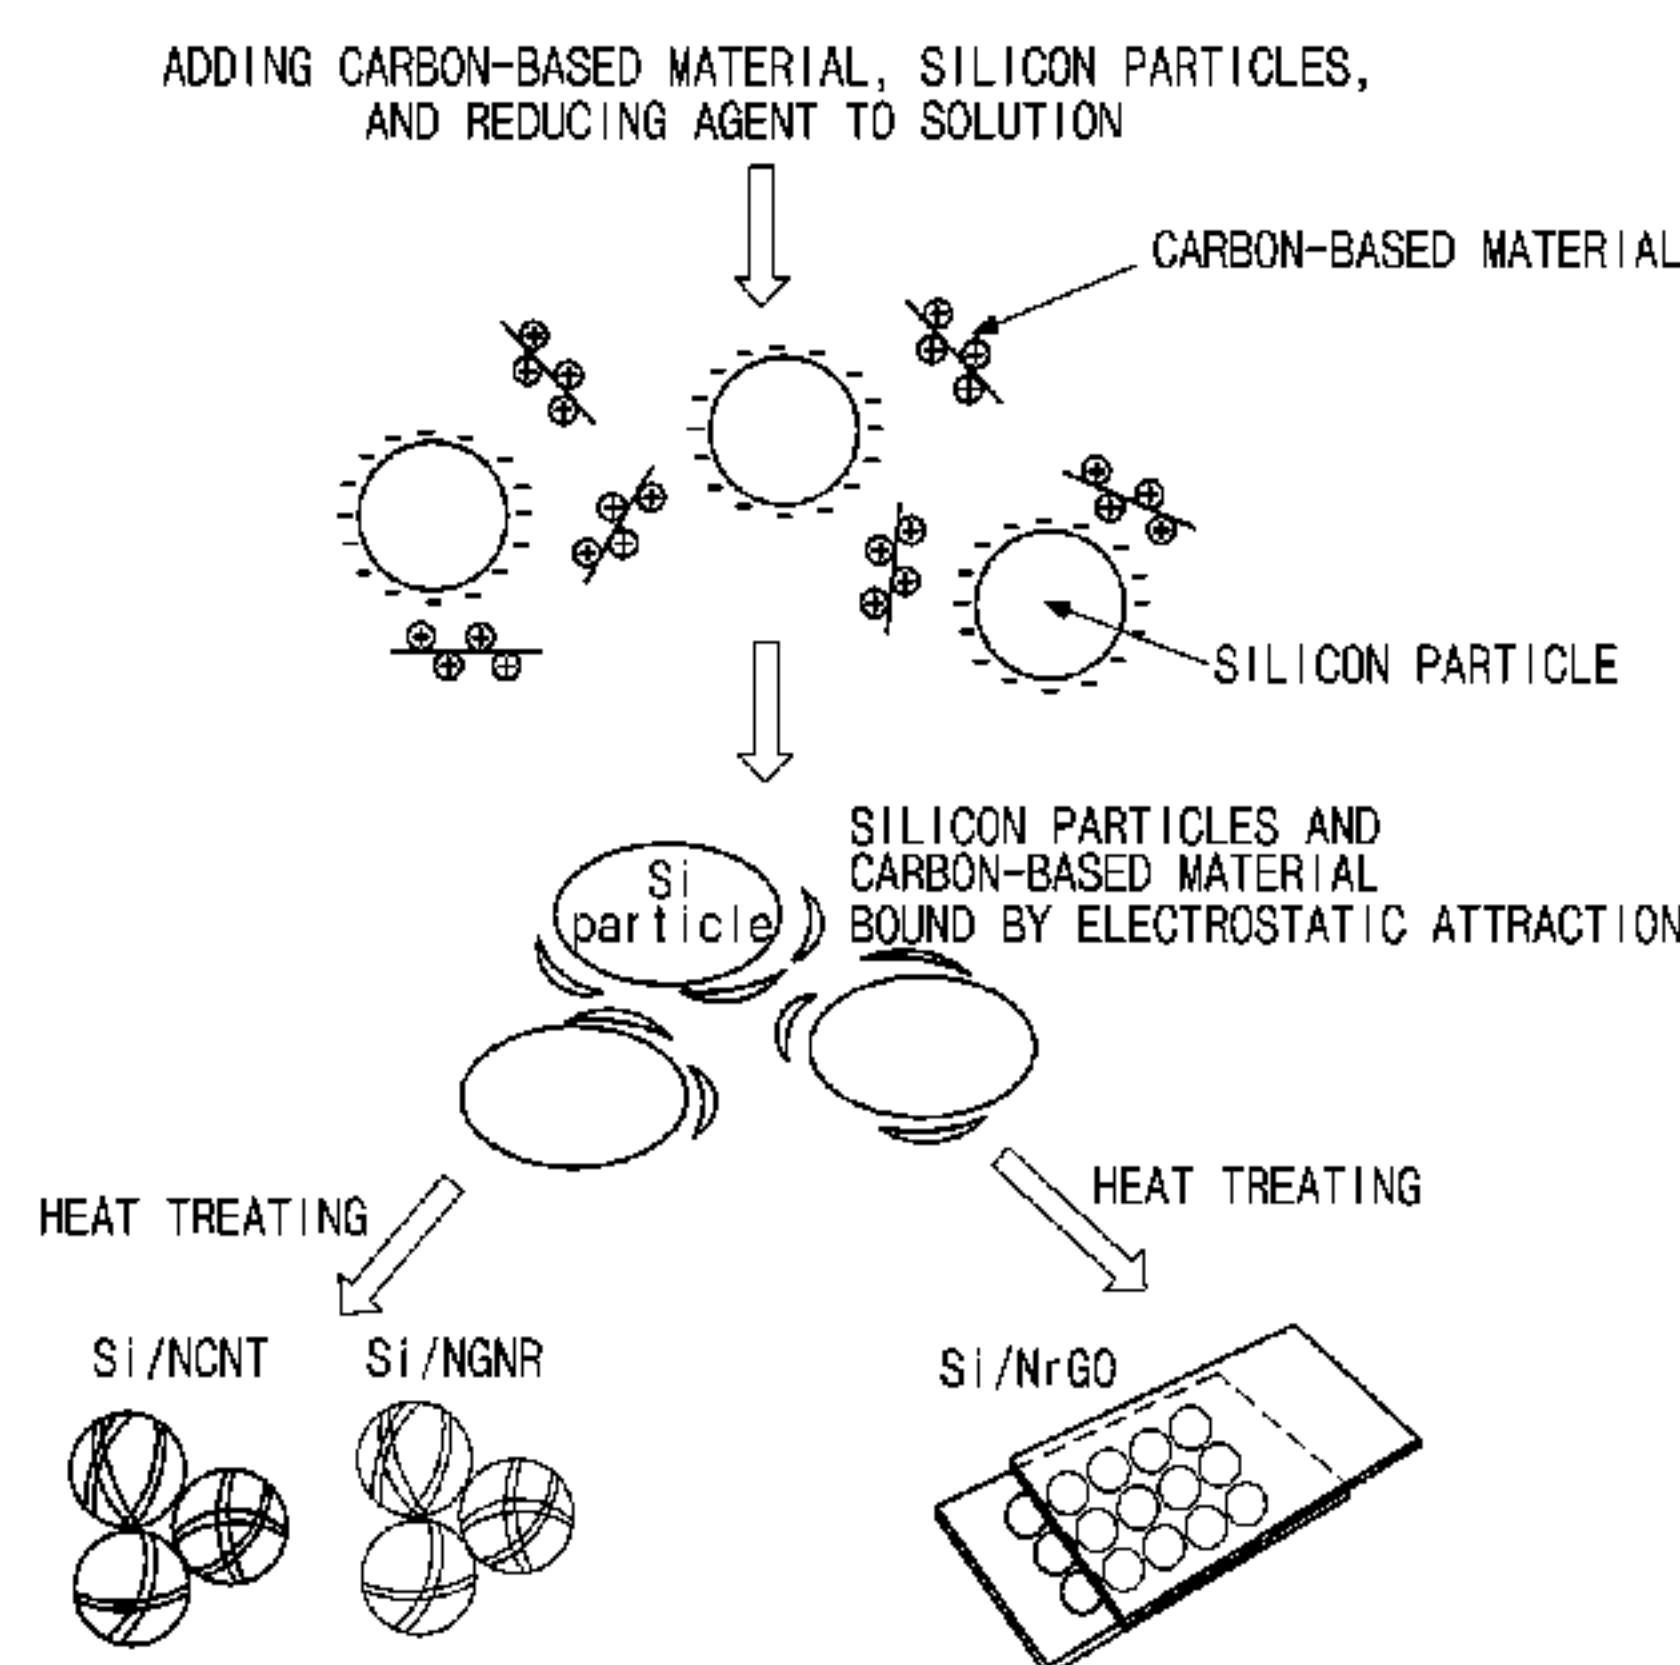 ADDING CARBON-BASED MATERIAL, SILICON PARTICLES,
AND REDUCING AGENT TO SOLUTION
CARBON-BASED MATERIAL
SILICON PARTICLE
SILICON PARTICLES AND
CARBON-BASED MATERIAL
BOUND BY ELECTROSTATIC ATTRACTION
Si
particle
HEAT TREATING
HEAT TREATING
Si/NCNT
Si/NGNR
Si/NrGO